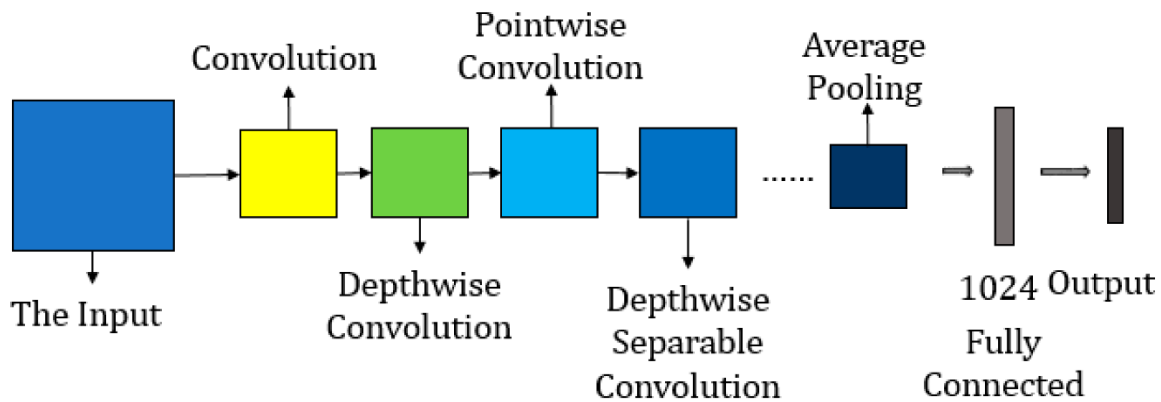 Convolution
Pointwise
Convolution
Average
Pooling
......
The Input
Depthwise
Convolution
Depthwise
Separable
Convolution
1024
Fully
Connected
Output